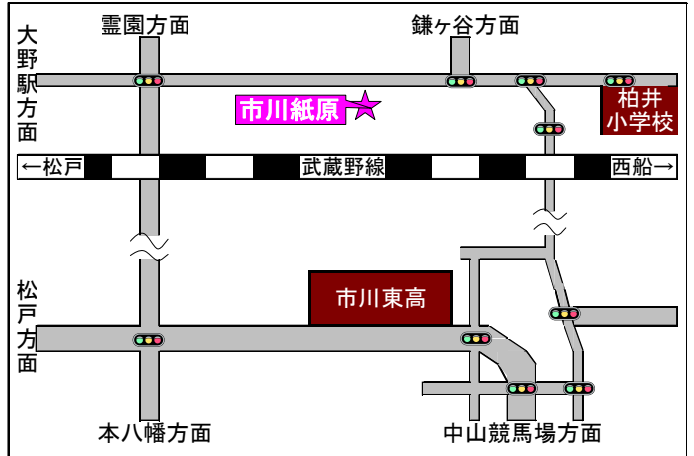 霊園方面
鎌ヶ谷方面
大野駅方面
市川紙原
柏井
小学校
←松戸
武蔵野線
西船→
松戸方面
市川東高
本八幡方面
中山競馬場方面